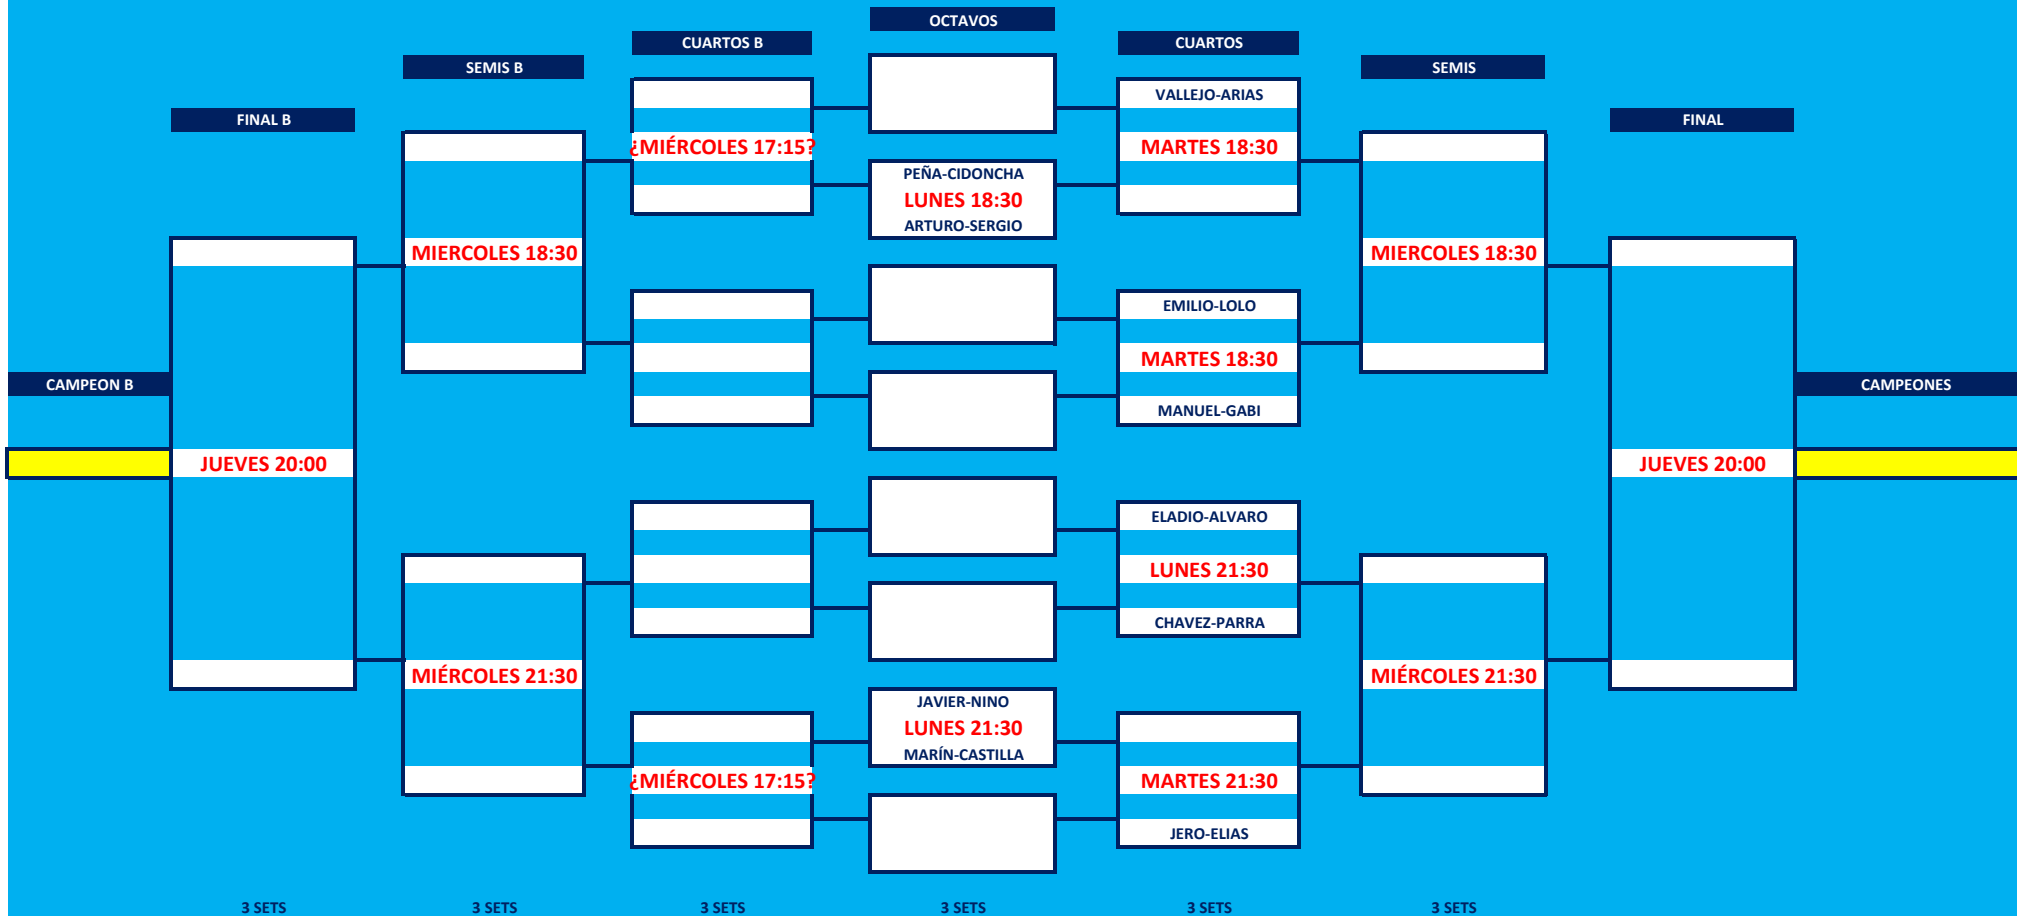 OCTAVOS
CUARTOS B
CUARTOS
SEMIS B
SEMIS
FINAL B
FINAL
VALLEJO-ARIAS
¿MIÉRCOLES 17:15?
MARTES 18:30
PEÑA-CIDONCHA
LUNES 18:30
ARTURO-SERGIO
MIERCOLES 18:30
MIERCOLES 18:30
EMILIO-LOLO
MARTES 18:30
MANUEL-GABI
CAMPEON B
CAMPEONES
JUEVES 20:00
JUEVES 20:00
ELADIO-ALVARO
LUNES 21:30
CHAVEZ-PARRA
MIÉRCOLES 21:30
MIÉRCOLES 21:30
JAVIER-NINO
LUNES 21:30
MARÍN-CASTILLA
¿MIÉRCOLES 17:15?
MARTES 21:30
JERO-ELIAS
3 SETS
3 SETS
3 SETS
3 SETS
3 SETS
3 SETS